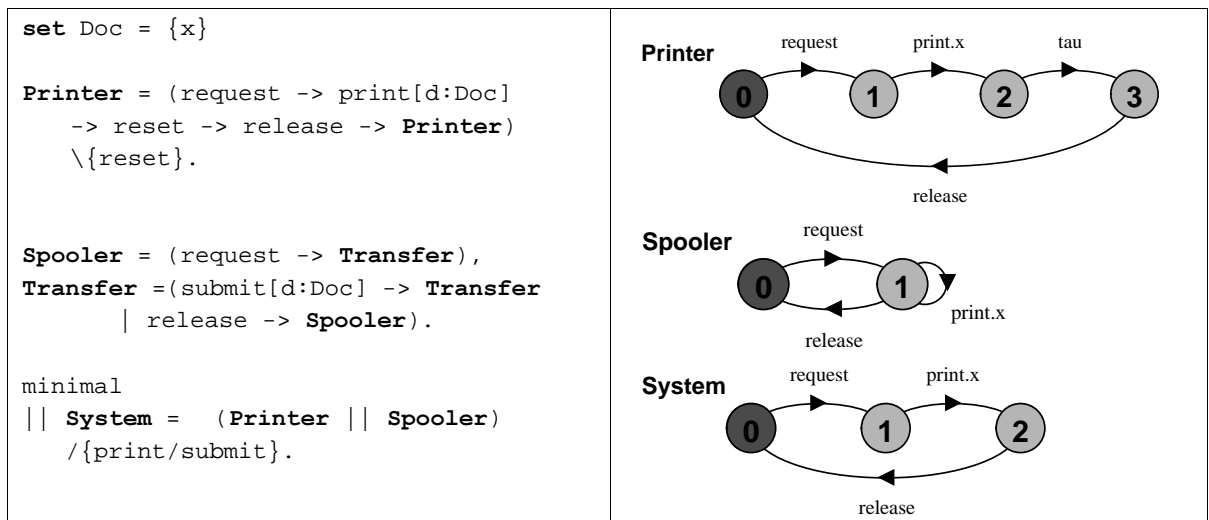 set Doc = {x}
Printer = (request -> print[d:Doc]
-> reset -> release -> Printer)
\{reset}.
Spooler = (request -> Transfer),
Transfer =(submit[d:Doc] -> Transfer
| release -> Spooler).
minimal
|| System = (Printer || Spooler)
/{print/submit}.
Printer
request
print.x
tau
0
1
2
3
release
Spooler
request
0
1
print.x
release
System
request
print.x
0
1
2
release